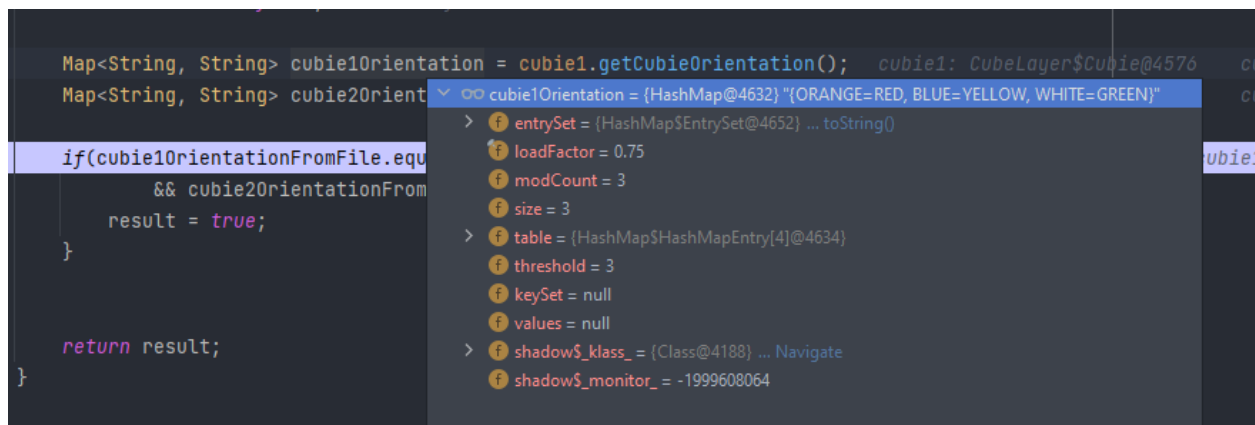 Map<String, String> cubie1Orientation = cubie1.getCubieOrientation(); cubie1: CubeLayer$Cubie@4576
Map<String, String> cubie2Orient
cubie1Orientation = {HashMap@4632} "{ORANGE=RED, BLUE=YELLOW, WHITE=GREEN}"
entrySet = {HashMap$EntrySet@4652} ... toString()
if(cubie1OrientationFromFile.equ
loadFactor = 0.75
modCount = 3
&& cubie2OrientationFrom
result = true;
size = 3
table = {HashMap$HashMapEntry[4]@4634}
}
threshold = 3
keySet = null
values = null
return result;
shadow$_klass_ = {Class@4188} ... Navigate
}
shadow$_monitor_ = -1999608064